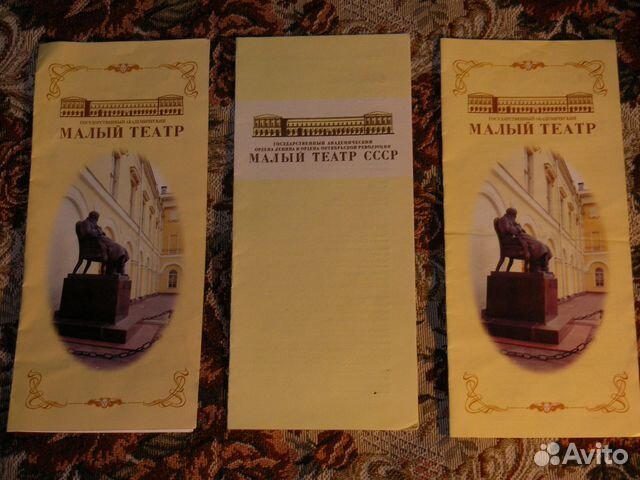 ГОСУДАРСТВЕННЫЙ АКАДЕМИЧЕСКИЙ
МАЛЫЙ ТЕАТР
ГОСУДАРСТВЕННЫЙ АКАДЕМИЧЕСКИЙ
ОРДЕНА ЛЕНИНА И ОРДЕНА ОКТЯБРЬСКОЙ РЕВОЛЮЦИИ
МАЛЫЙ ТЕАТР СССР
ГОСУДАРСТВЕННЫЙ АКАДЕМИЧЕСКИЙ
МАЛЫЙ ТЕАТР
Avito